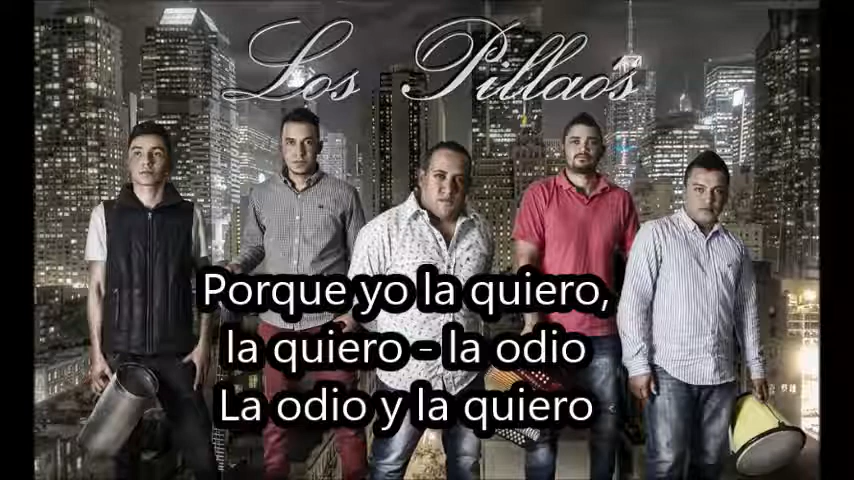 Los Pillaos
Porque yo la quiero,
la quiero - la odio
La odio y la quiero